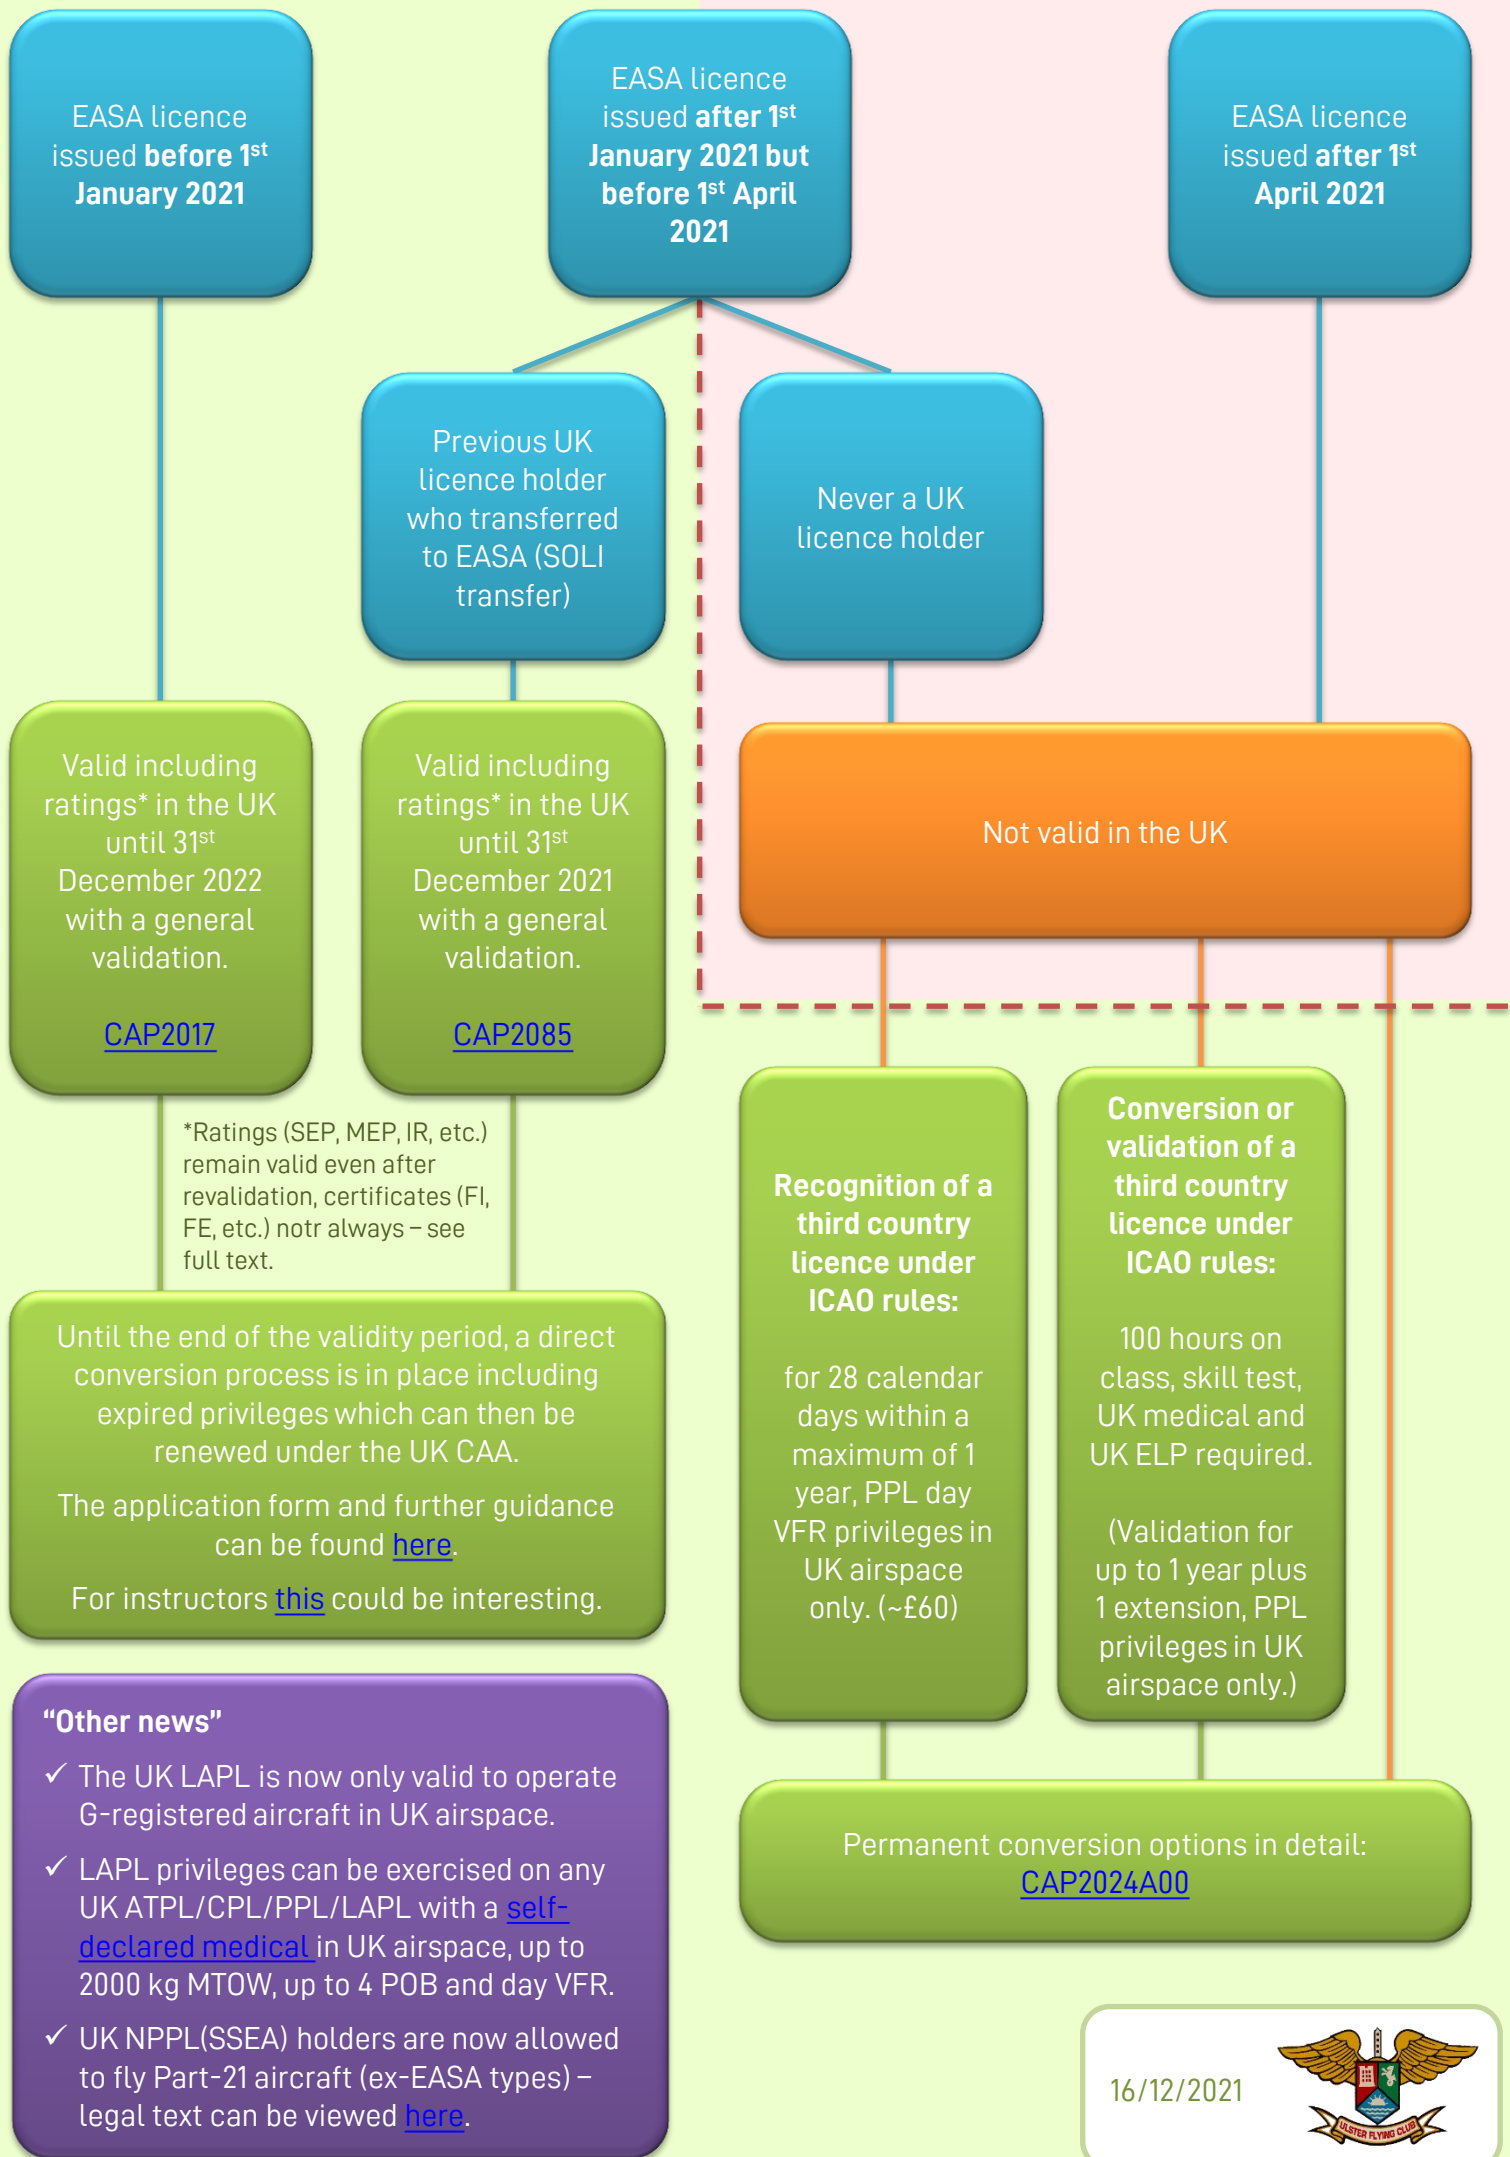 EASA licence
issued before 1st
January 2021
EASA licence
issued after 1st
January 2021 but
before 1st April
2021
EASA licence
issued after 1st
April 2021
Previous UK
licence holder
who transferred
to EASA (SOLI
transfer)
Never a UK
licence holder
Valid including
ratings* in the UK
until 31st
December 2022
with a general
validation.
CAP2017
Valid including
ratings* in the UK
until 31st
December 2021
with a general
validation.
CAP2085
Not valid in the UK
*Ratings (SEP, MEP, IR, etc.)
remain valid even after
revalidation, certificates (FI,
FE, etc.) notr always – see
full text.
Until the end of the validity period, a direct
conversion process is in place including
expired privileges which can then be
renewed under the UK CAA.
The application form and further guidance
can be found here.
For instructors this could be interesting.
Recognition of a
third country
licence under
ICAO rules:
for 28 calendar
days within a
maximum of 1
year, PPL day
VFR privileges in
UK airspace
only. (~£60)
Conversion or
validation of a
third country
licence under
ICAO rules:
100 hours on
class, skill test,
UK medical and
UK ELP required.
(Validation for
up to 1 year plus
1 extension, PPL
privileges in UK
airspace only.)
Permanent conversion options in detail:
CAP2024A00
“Other news”
✓ The UK LAPL is now only valid to operate
G-registered aircraft in UK airspace.
✓ LAPL privileges can be exercised on any
UK ATPL/CPL/PPL/LAPL with a self-
declared medical in UK airspace, up to
2000 kg MTOW, up to 4 POB and day VFR.
✓ UK NPPL(SSEA) holders are now allowed
to fly Part-21 aircraft (ex-EASA types) –
legal text can be viewed here.
16/12/2021
ULSTER FLYING CLUB